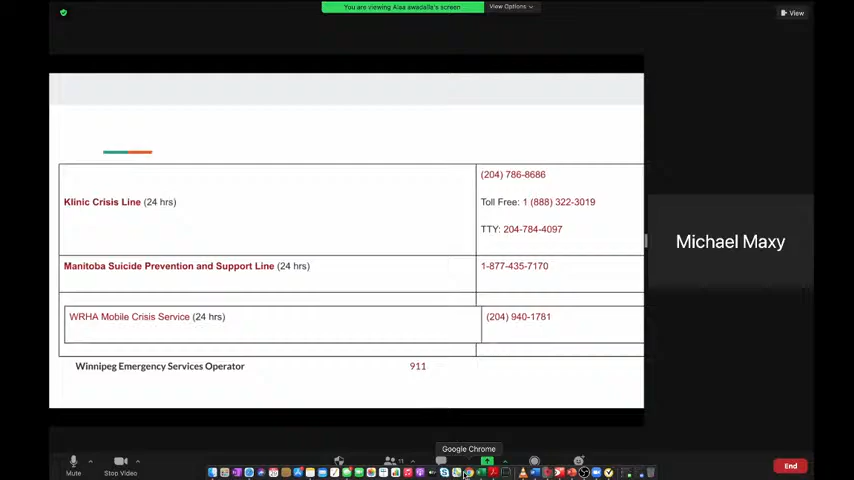 You are viewing Alaa awadalla's screen
View Options
View
(204) 786-8686
Klinic Crisis Line (24 hrs)
Toll Free: 1 (888) 322-3019
TTY: 204-784-4097
Manitoba Suicide Prevention and Support Line (24 hrs)
1-877-435-7170
WRHA Mobile Crisis Service (24 hrs)
(204) 940-1781
Winnipeg Emergency Services Operator
911
Michael Maxy
Google Chrome
11
Mute
Stop Video
End